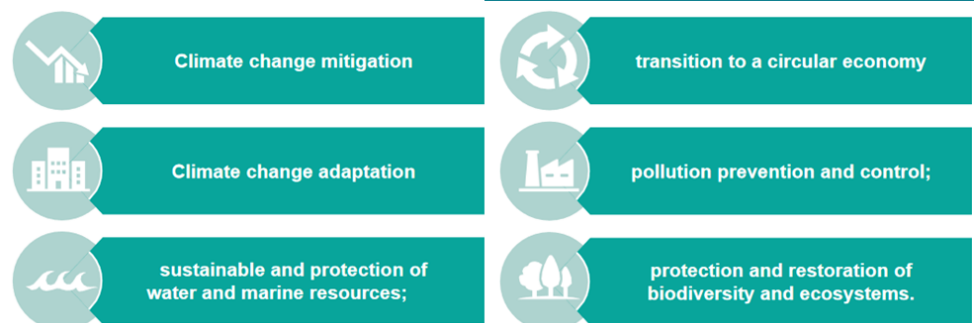 Climate change mitigation
Climate change adaptation
sustainable and protection of
water and marine resources;
transition to a circular economy
pollution prevention and control;
protection and restoration of
biodiversity and ecosystems.